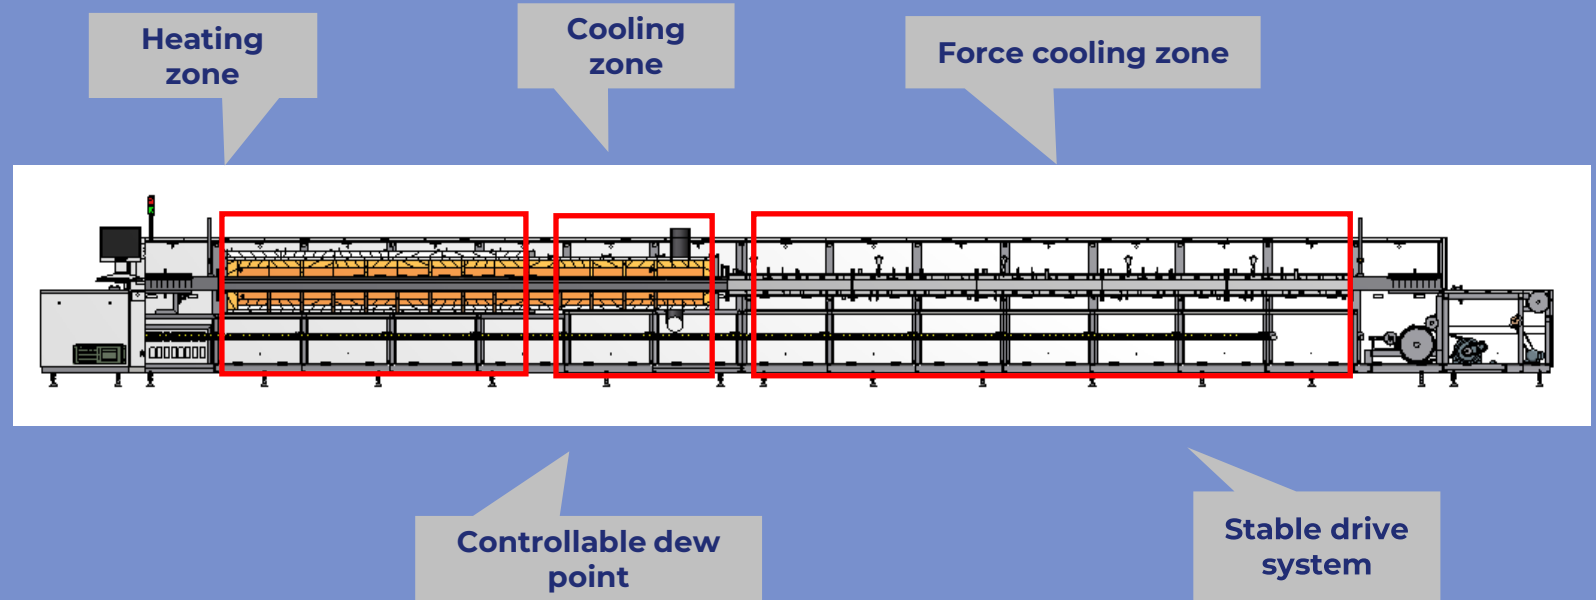 Heating
zone
Cooling
zone
Force cooling zone
Controllable dew
point
Stable drive
system